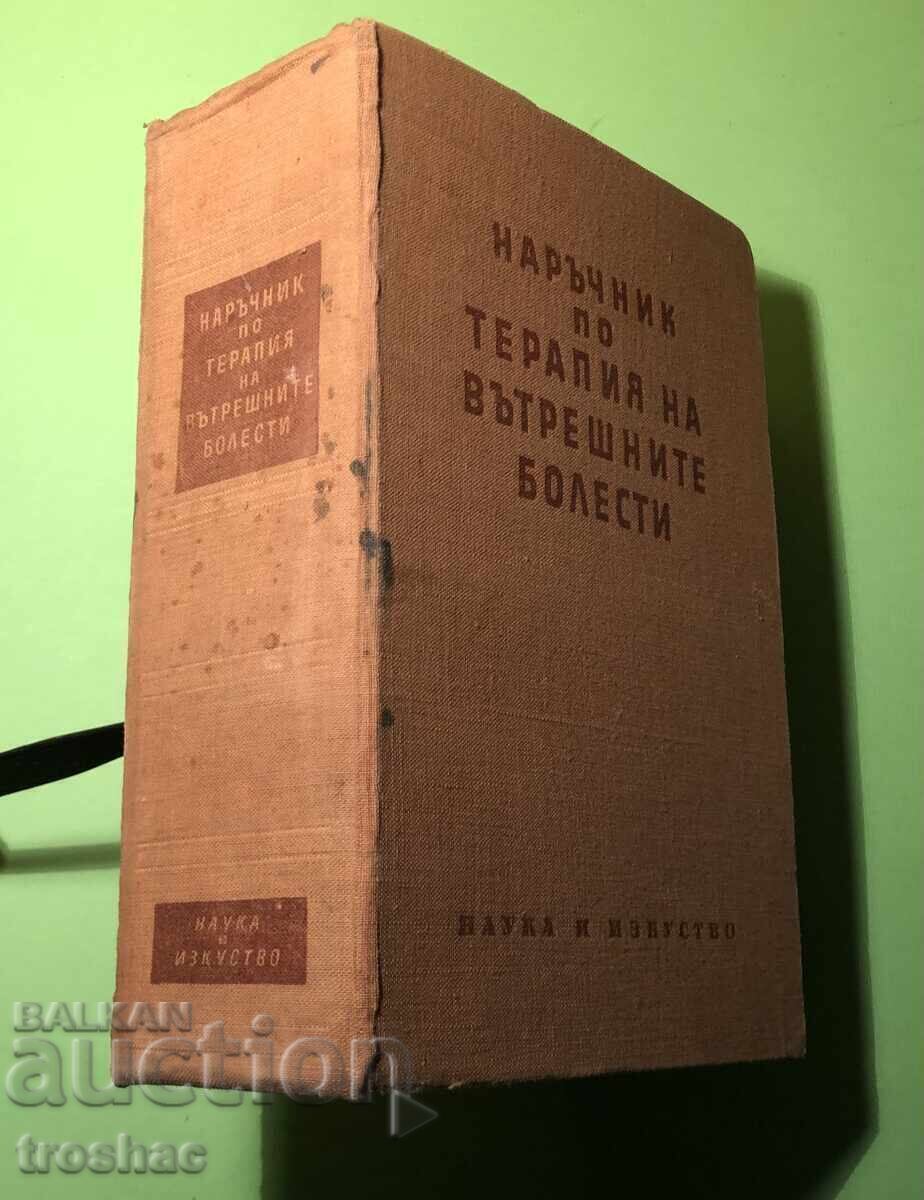 НАРЪЧНИК
ПО
ТЕРАПИЯ
НА
ВЪТРЕШНИТЕ
БОЛЕСТИ
НАУКА
И
ИЗКУСТВО
НАРЪЧНИК
ПО
ТЕРАПИЯ НА
ВЪТРЕШНИТЕ
БОЛЕСТИ
НАУКА И ИЗКУСТВО
BALKAN
auction
troshac